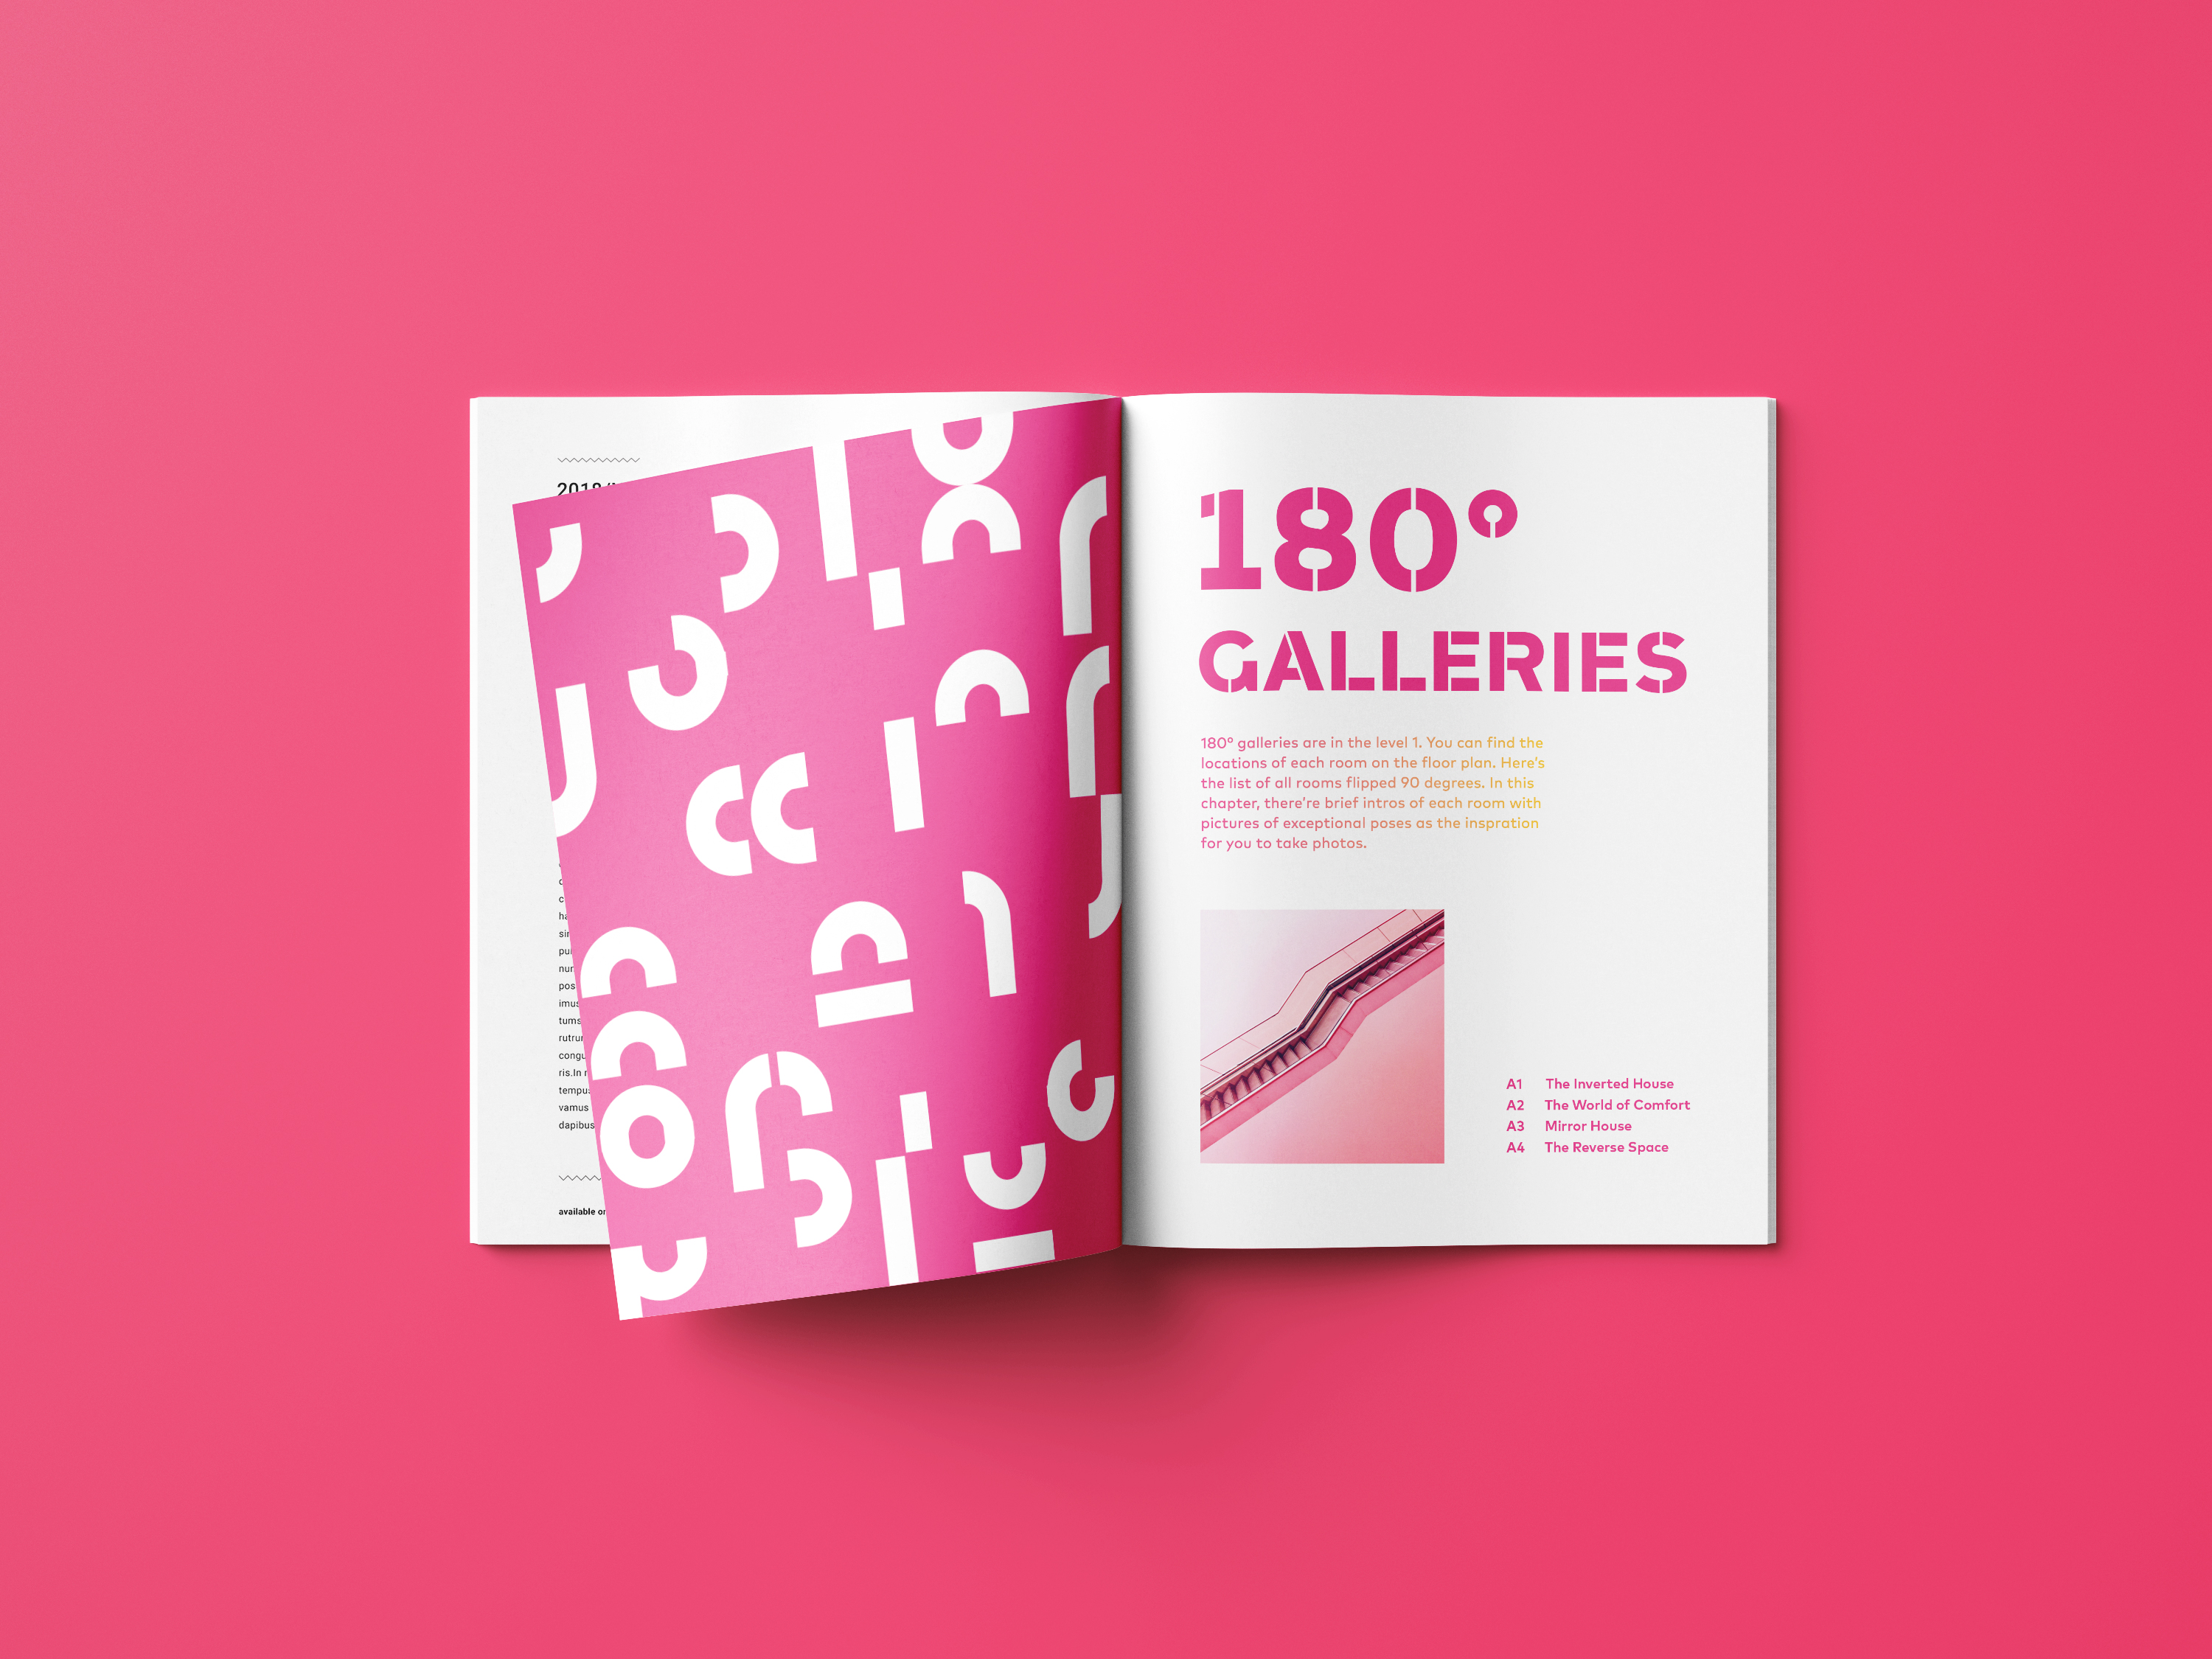 vamus
dapibus
available
180°
GALLERIES
180° galleries are in the level 1. You can find the
locations of each room on the floor plan. Here's
the list of all rooms flipped 90 degrees. In this
chapter, there're brief intros of each room with
pictures of exceptional poses as the inspration
for you to take photos.
A1 The Inverted House
A2 The World of Comfort
A3 Mirror House
A4 The Reverse Space